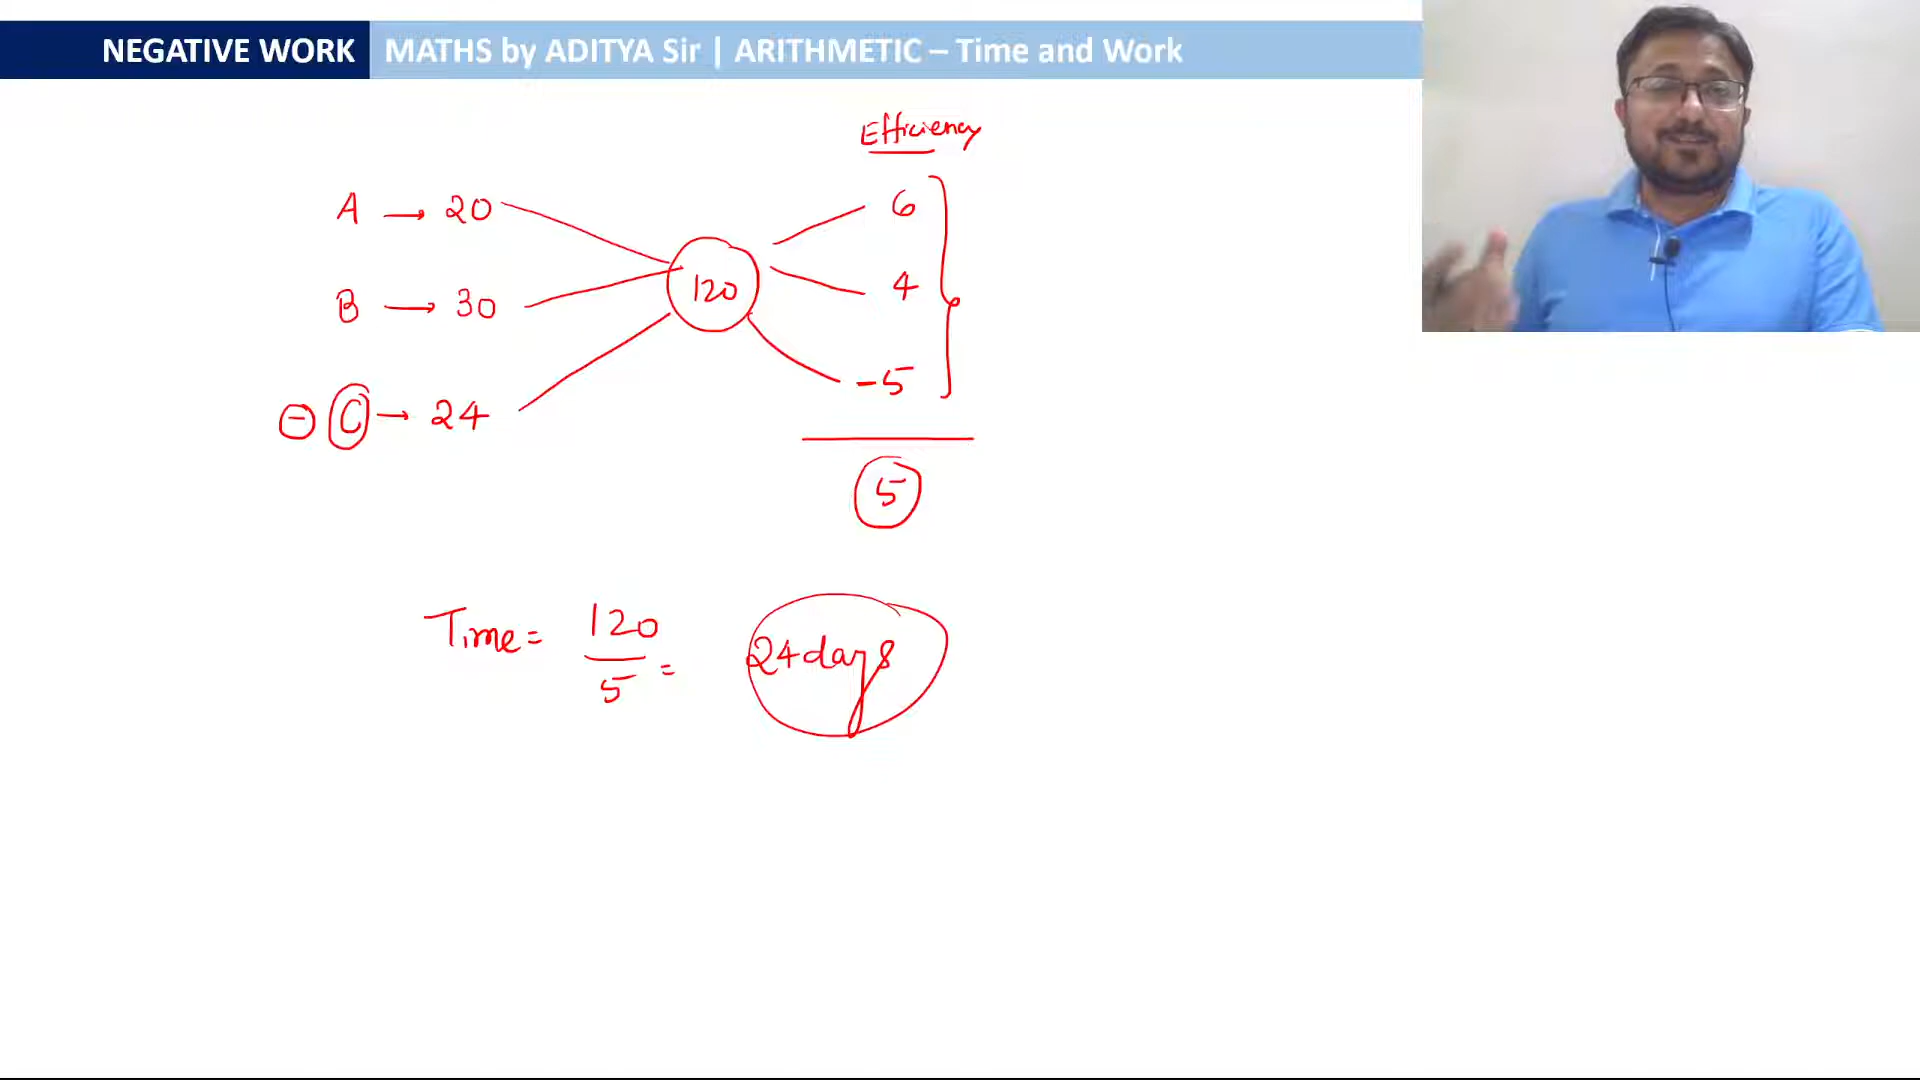 NEGATIVE WORK MATHS by ADITYA Sir | ARITHMETIC – Time and Work
Efficiency
A → 20 6
B → 30 120 4
- C → 24 -5
5
Time = 120/5 = 24 days